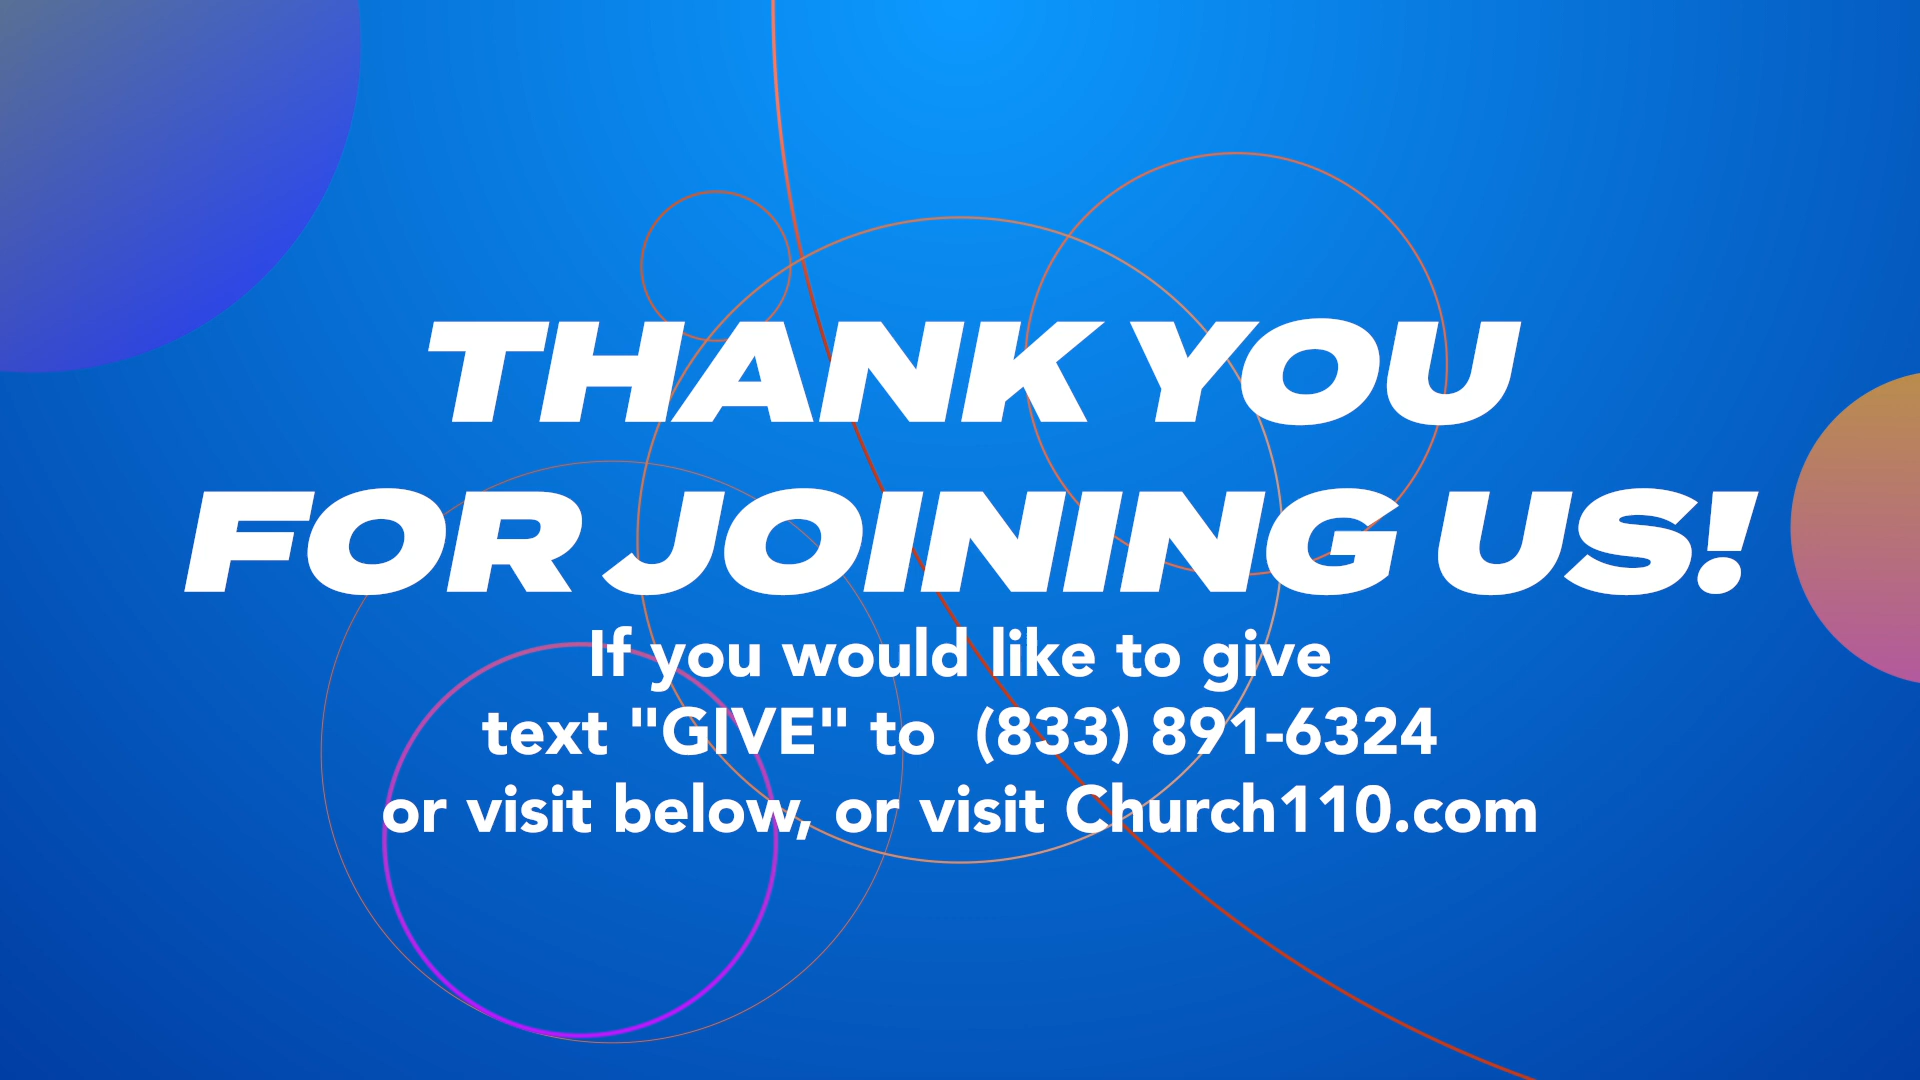 THANK YOU
FOR JOINING US!
If you would like to give
text "GIVE" to  (833) 891-6324
or visit below, or visit Church110.com